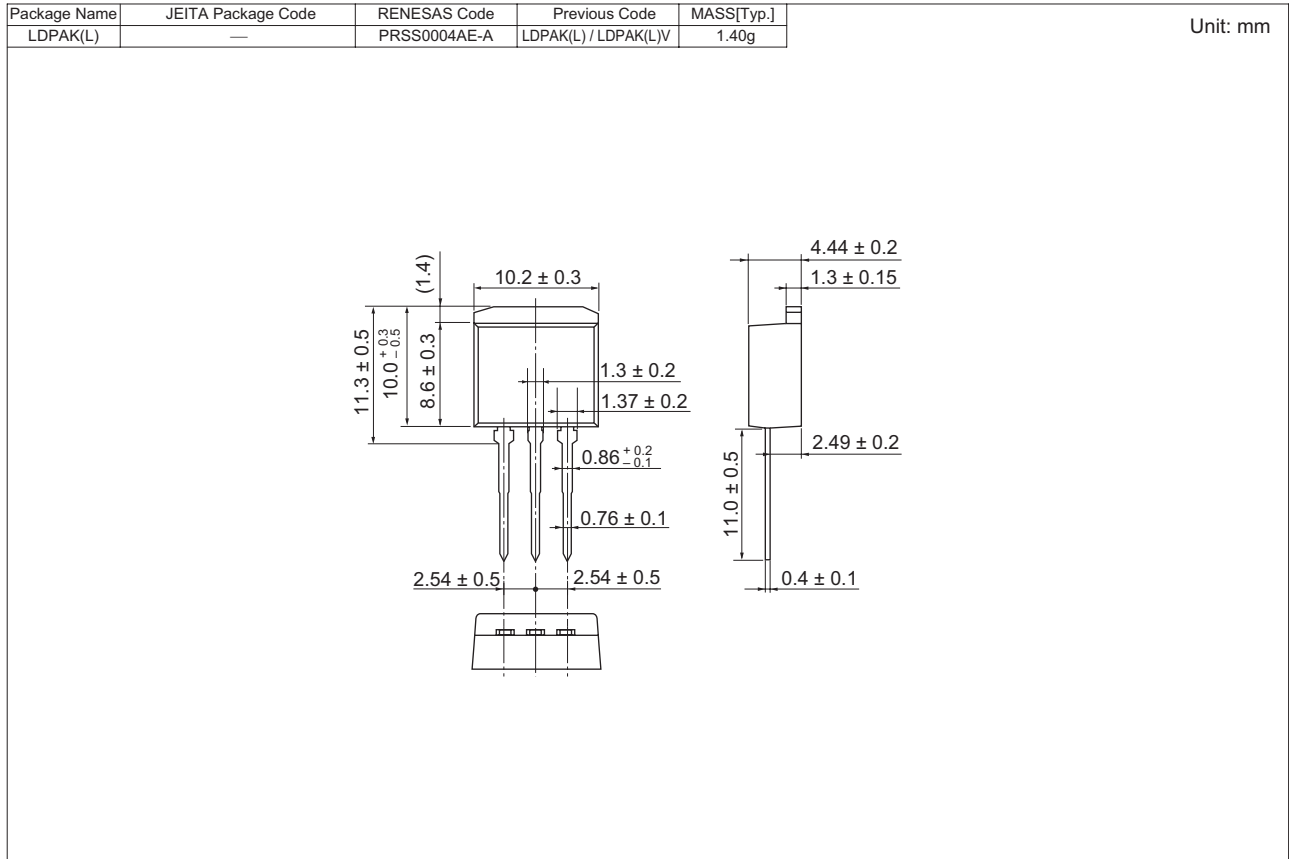 Package Name JEITA Package Code RENESAS Code Previous Code MASS[Typ.]
LDPAK(L) — PRSS0004AE-A LDPAK(L) / LDPAK(L)V 1.40g
Unit: mm
4.44 ± 0.2
1.3 ± 0.15
(1.4)
10.2 ± 0.3
11.3 ± 0.5
10.0 + 0.3 – 0.5
8.6 ± 0.3
1.3 ± 0.2
1.37 ± 0.2
2.49 ± 0.2
0.86 + 0.2 – 0.1
11.0 ± 0.5
0.76 ± 0.1
2.54 ± 0.5
2.54 ± 0.5
0.4 ± 0.1